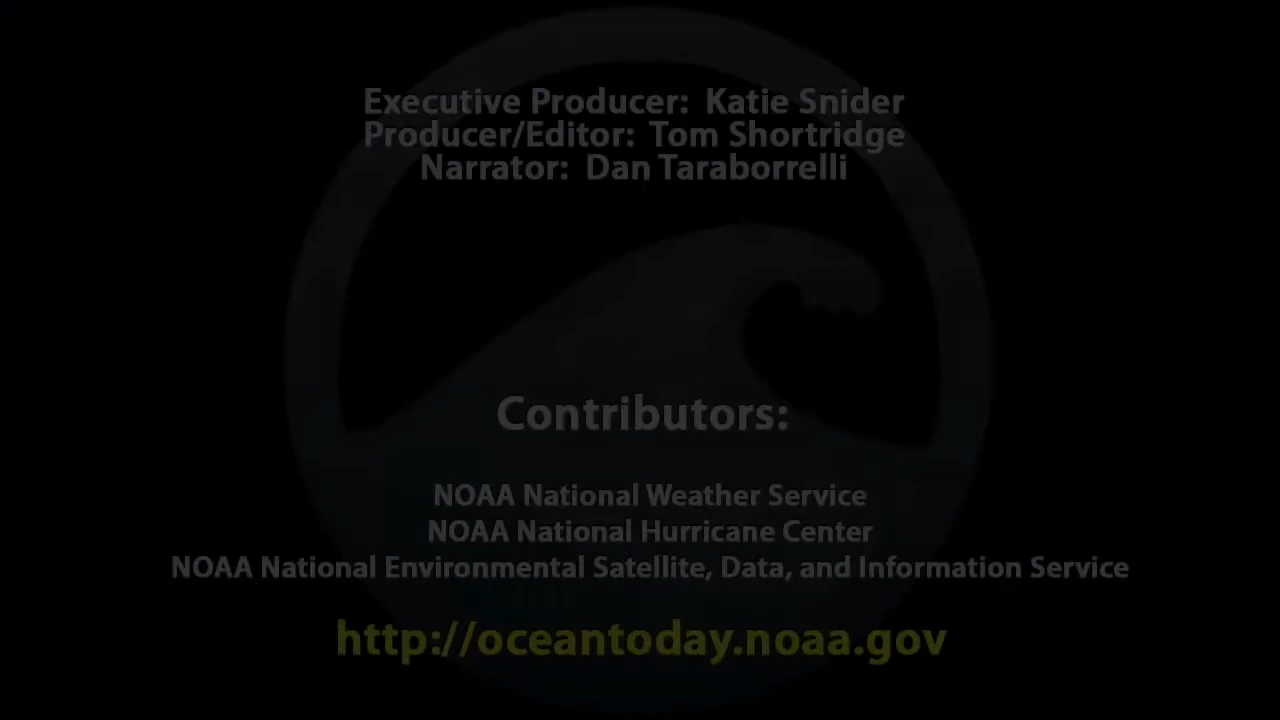 Executive Producer: Katie Snider
Producer/Editor: Tom Shortridge
Narrator: Dan Taraborrelli
Contributors:
NOAA National Weather Service
NOAA National Hurricane Center
NOAA National Environmental Satellite, Data, and Information Service
http://oceantoday.noaa.gov